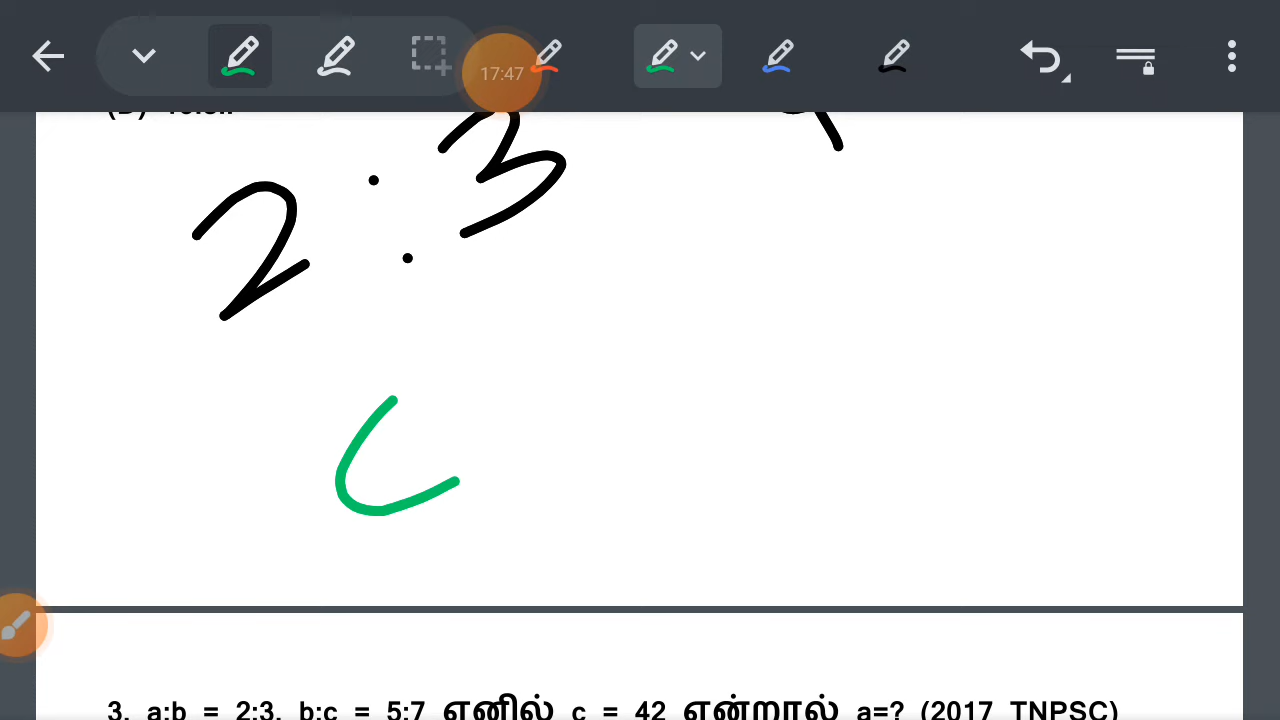 17:47
2 : 3
C
3. a:b = 2:3, b:c = 5:7 எனில் c = 42 என்றால் a=? (2017 TNPSC)